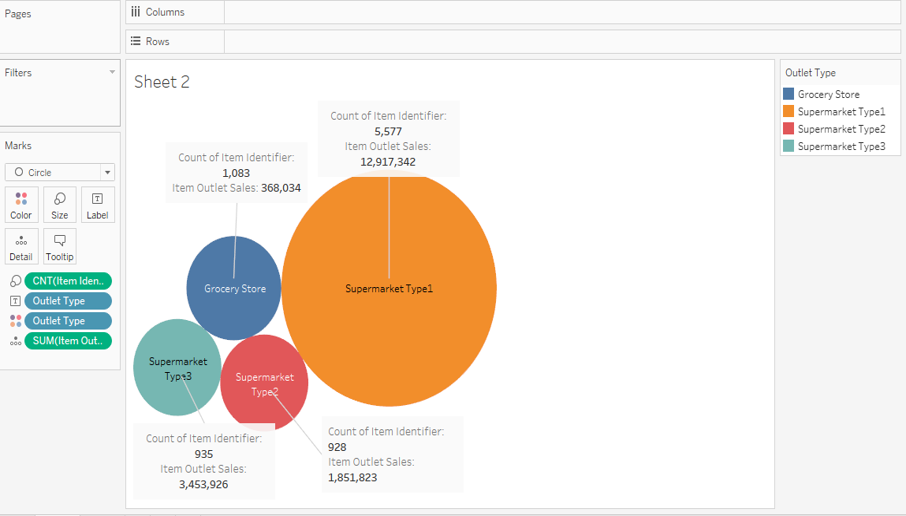 Pages
Columns
Rows
Filters
Marks
Circle
Color
Size
Label
Detail
Tooltip
CNT(Item Iden..
Outlet Type
Outlet Type
SUM(Item Out..
Sheet 2
Count of Item Identifier:
5,577
Item Outlet Sales:
12,917,342
Count of Item Identifier:
1,083
Item Outlet Sales: 368,034
Grocery Store
Supermarket Type1
Supermarket
Type3
Supermarket
Type2
Count of Item Identifier:
935
Item Outlet Sales:
3,453,926
Count of Item Identifier:
928
Item Outlet Sales:
1,851,823
Outlet Type
Grocery Store
Supermarket Type1
Supermarket Type2
Supermarket Type3